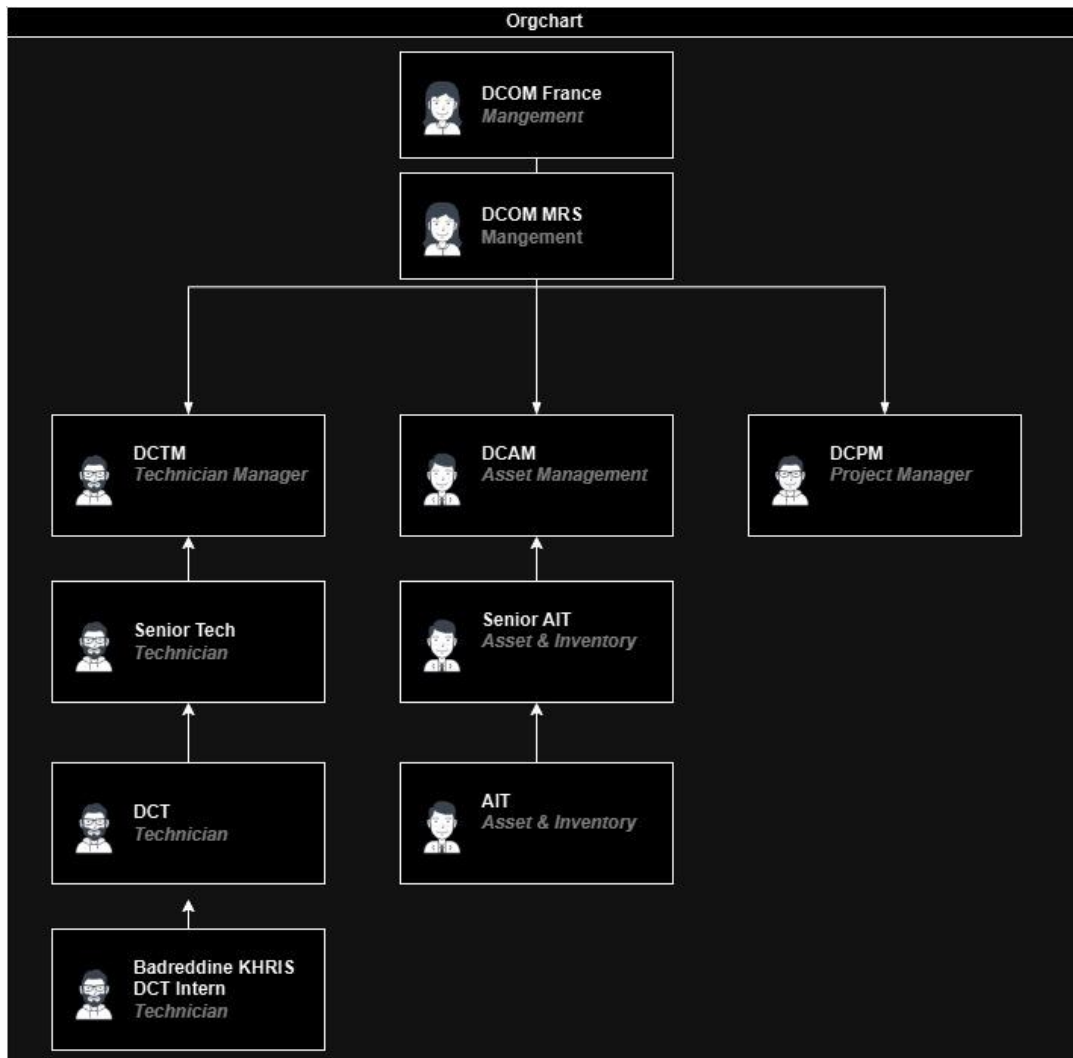 Orgchart
DCOM France
Mangement
DCOM MRS
Mangement
DCTM
Technician Manager
DCAM
Asset Management
DCPM
Project Manager
Senior Tech
Technician
Senior AIT
Asset & Inventory
DCT
Technician
AIT
Asset & Inventory
Badreddine KHRIS
DCT Intern
Technician